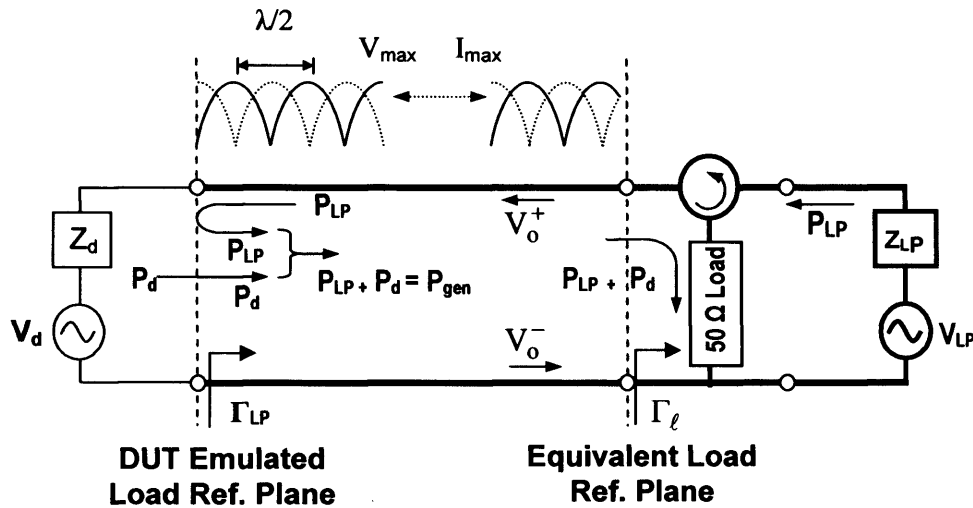 λ/2
V_max
I_max
P_LP
V_o^+
P_LP
Z_d
P_LP
Z_LP
P_d
P_d
P_LP + P_d = P_gen
P_LP + P_d
50 Ω Load
V_d
V_LP
V_o^-
Γ_LP
Γ_ℓ
DUT Emulated
Load Ref. Plane
Equivalent Load
Ref. Plane